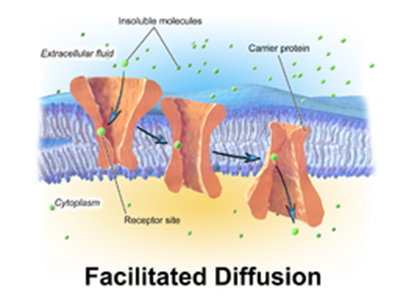 Insoluble molecules
Extracellular fluid
Carrier protein
Cytoplasm
Receptor site
Facilitated Diffusion